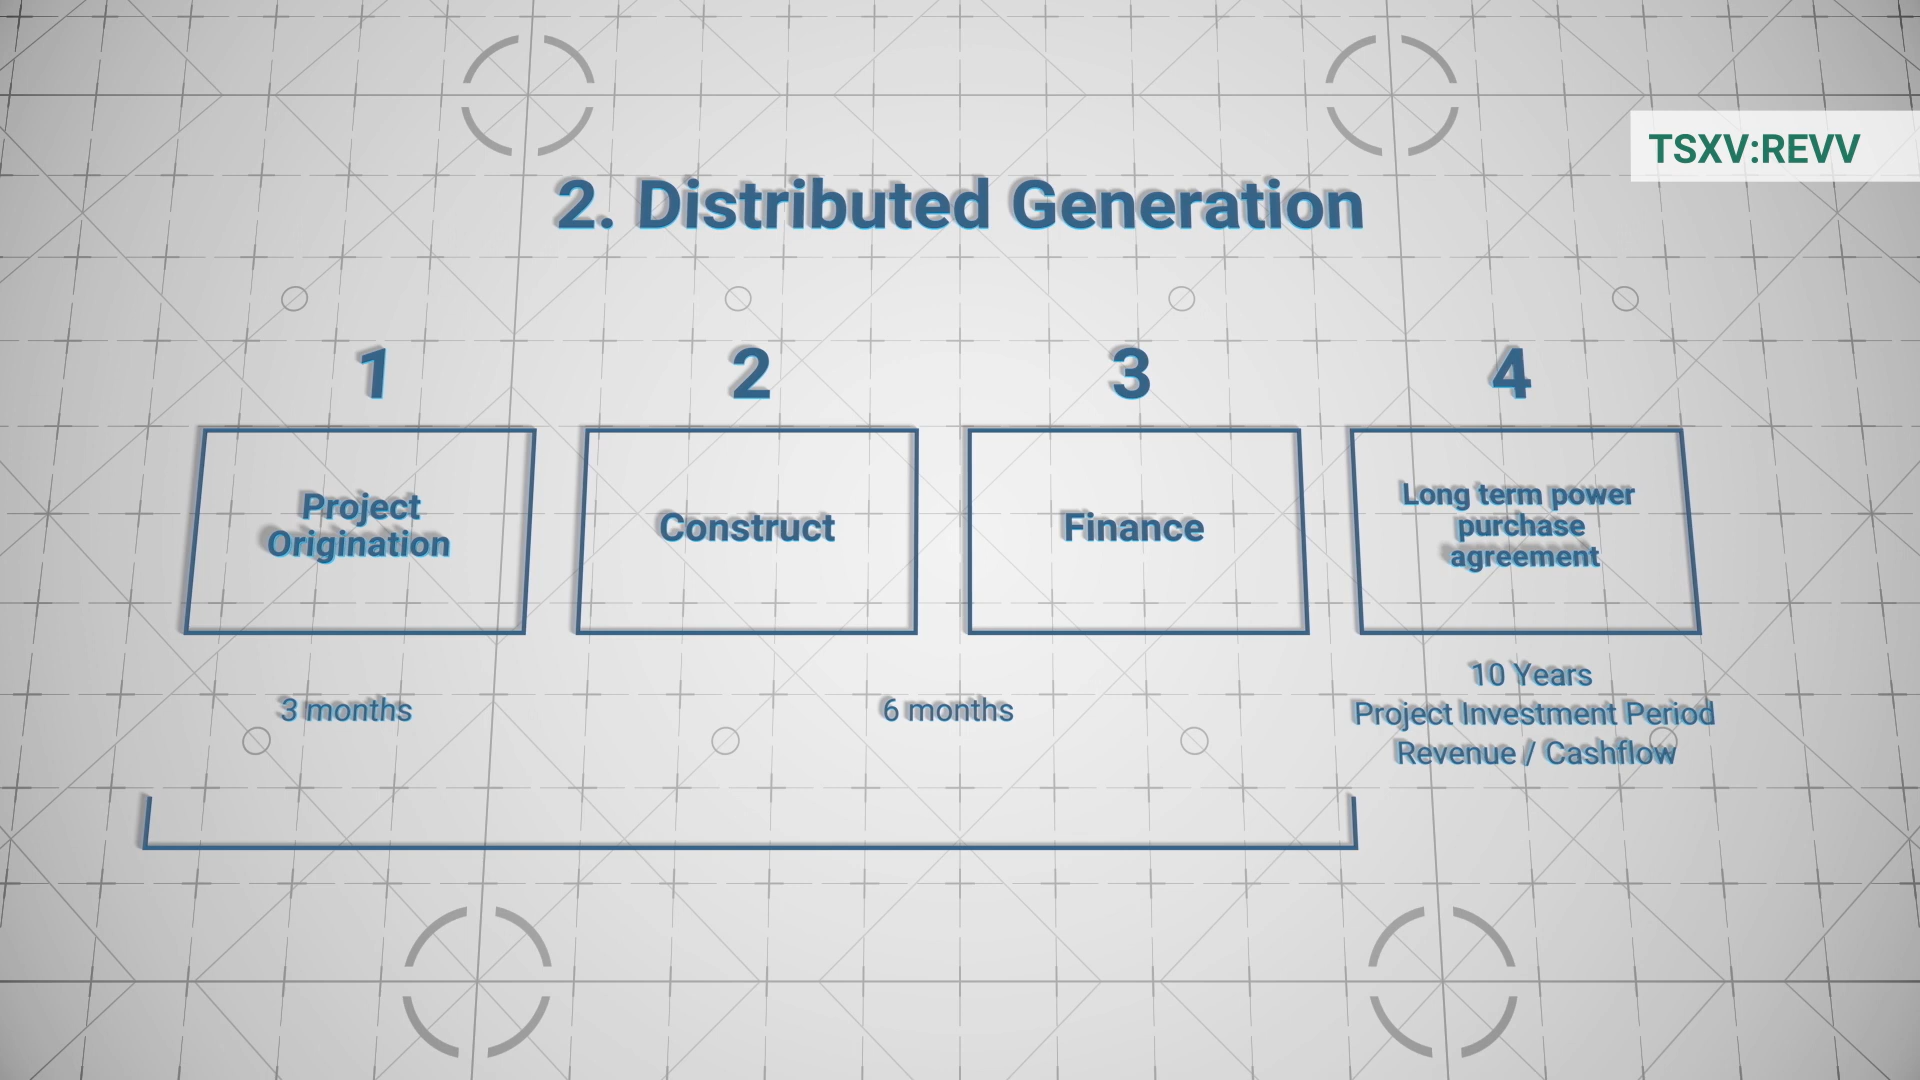 TSXV:REVV
2. Distributed Generation
1
2
3
4
Project
Origination
Construct
Finance
Long term power
purchase
agreement
3 months
6 months
10 Years
Project Investment Period
Revenue / Cashflow